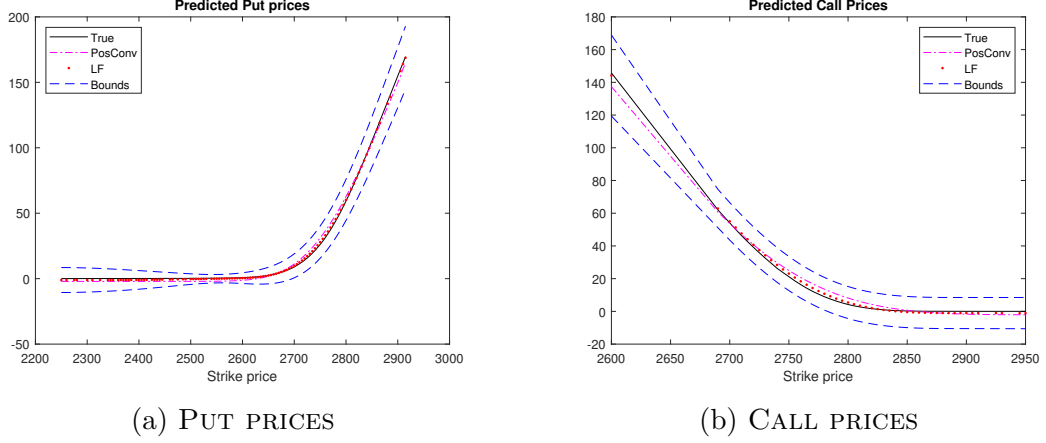 Predicted Put prices
200
150
100
50
0
-50
2200 2300 2400 2500 2600 2700 2800 2900 3000
Strike price
True
PosConv
LF
Bounds
(a) PUT PRICES
Predicted Call Prices
180
160
140
120
100
80
60
40
20
0
-20
2600 2650 2700 2750 2800 2850 2900 2950
Strike price
True
PosConv
LF
Bounds
(b) CALL PRICES